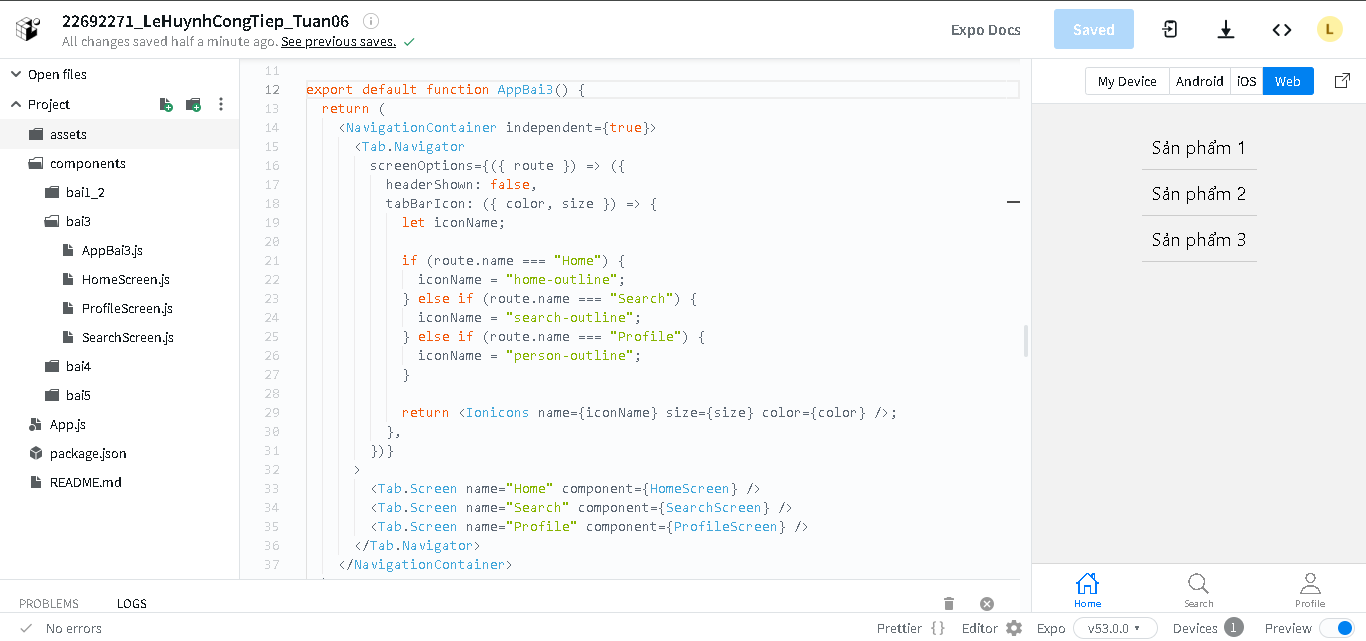 22692271_LeHuynhCongTiep_Tuan06
All changes saved half a minute ago. See previous saves.
Expo Docs
Saved
L
Open files
Project
assets
components
bai1_2
bai3
AppBai3.js
HomeScreen.js
ProfileScreen.js
SearchScreen.js
bai4
bai5
App.js
package.json
README.md
11
12 export default function AppBai3() {
13 return (
14 <NavigationContainer independent={true}>
15 <Tab.Navigator
16 screenOptions={({ route }) => ({
17 headerShown: false,
18 tabBarIcon: ({ color, size }) => {
19 let iconName;
20
21 if (route.name === "Home") {
22 iconName = "home-outline";
23 } else if (route.name === "Search") {
24 iconName = "search-outline";
25 } else if (route.name === "Profile") {
26 iconName = "person-outline";
27 }
28
29 return <Ionicons name={iconName} size={size} color={color} />;
30 },
31 })}
32 >
33 <Tab.Screen name="Home" component={HomeScreen} />
34 <Tab.Screen name="Search" component={SearchScreen} />
35 <Tab.Screen name="Profile" component={ProfileScreen} />
36 </Tab.Navigator>
37 </NavigationContainer>
My Device Android iOS Web
Sản phẩm 1
Sản phẩm 2
Sản phẩm 3
Home Search Profile
PROBLEMS LOGS
No errors
Prettier { } Editor Expo v53.0.0 Devices 1 Preview